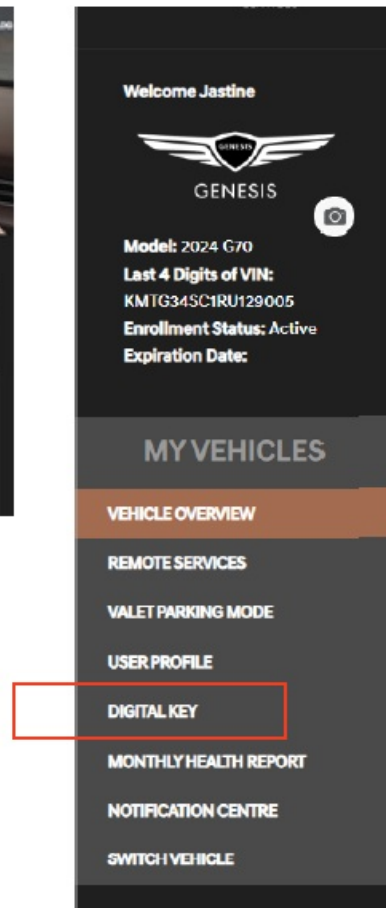 Welcome Jastine
GENESIS
GENESIS
Model: 2024 G70
Last 4 Digits of VIN:
KMTG34SC1RU129005
Enrollment Status: Active
Expiration Date:
MY VEHICLES
VEHICLE OVERVIEW
REMOTE SERVICES
VALET PARKING MODE
USER PROFILE
DIGITAL KEY
MONTHLY HEALTH REPORT
NOTIFICATION CENTRE
SWITCH VEHICLE